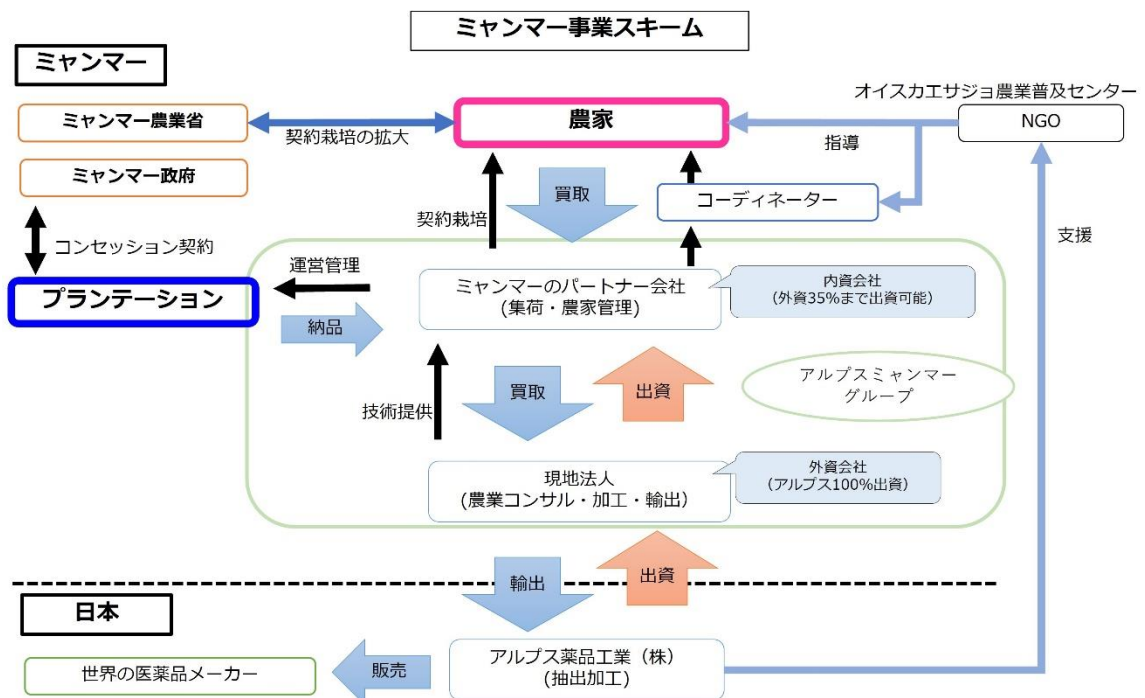 ミャンマー事業スキーム
ミャンマー
オイスカエサジョ農業普及センター
ミャンマー農業省
契約栽培の拡大
農家
NGO
指導
ミャンマー政府
買取
コーディネーター
契約栽培
支援
コンセッション契約
運営管理
プランテーション
納品
ミャンマーのパートナー会社
(集荷・農家管理)
内資会社
(外資35%まで出資可能)
アルプスミャンマー
グループ
技術提供
買取
出資
現地法人
(農業コンサル・加工・輸出)
外資会社
(アルプス100%出資)
輸出
出資
日本
世界の医薬品メーカー
販売
アルプス薬品工業（株）
(抽出加工)